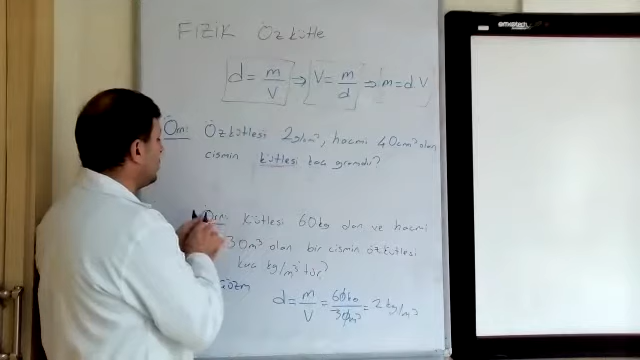 FİZİK Özkütle
d = m/V ⇒ V = m/d ⇒ m = d.V
Örn: Özkütlesi 2g/cm³, hacmi 40cm³ olan
cismin kütlesi kaç gramdır?
Örn: Kütlesi 60kg olan ve hacmi
30m³ olan bir cismin özkütlesi
kaç kg/m³ tür?
Çözm
d = m/V = 60kg/30m³ = 2 kg/m³